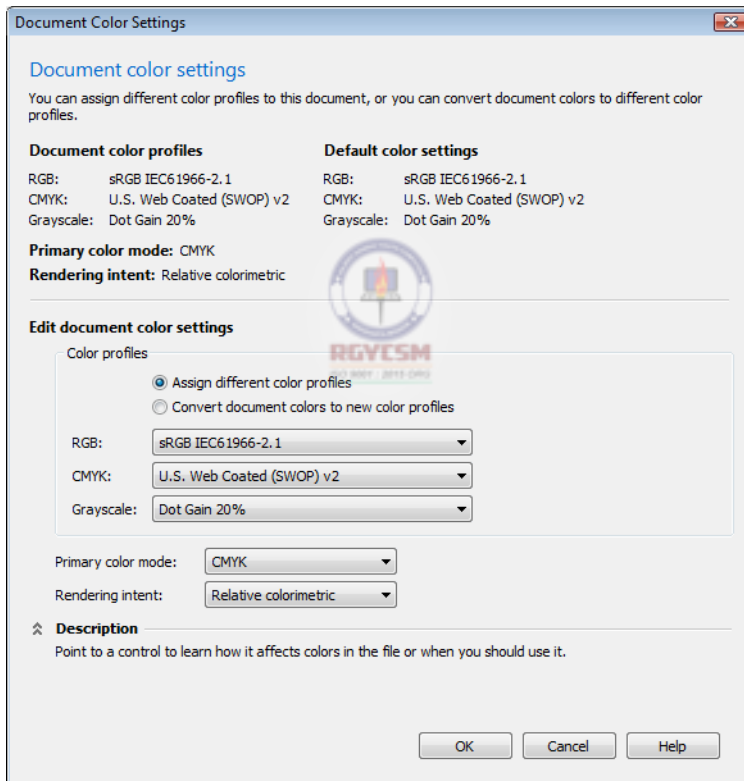 Document Color Settings
Document color settings
You can assign different color profiles to this document, or you can convert document colors to different color
profiles.
Document color profiles
RGB: sRGB IEC61966-2.1
CMYK: U.S. Web Coated (SWOP) v2
Grayscale: Dot Gain 20%
Default color settings
RGB: sRGB IEC61966-2.1
CMYK: U.S. Web Coated (SWOP) v2
Grayscale: Dot Gain 20%
Primary color mode: CMYK
Rendering intent: Relative colorimetric
RGYCSM
Edit document color settings
Color profiles
Assign different color profiles
Convert document colors to new color profiles
RGB: sRGB IEC61966-2.1
CMYK: U.S. Web Coated (SWOP) v2
Grayscale: Dot Gain 20%
Primary color mode: CMYK
Rendering intent: Relative colorimetric
Description
Point to a control to learn how it affects colors in the file or when you should use it.
OK Cancel Help